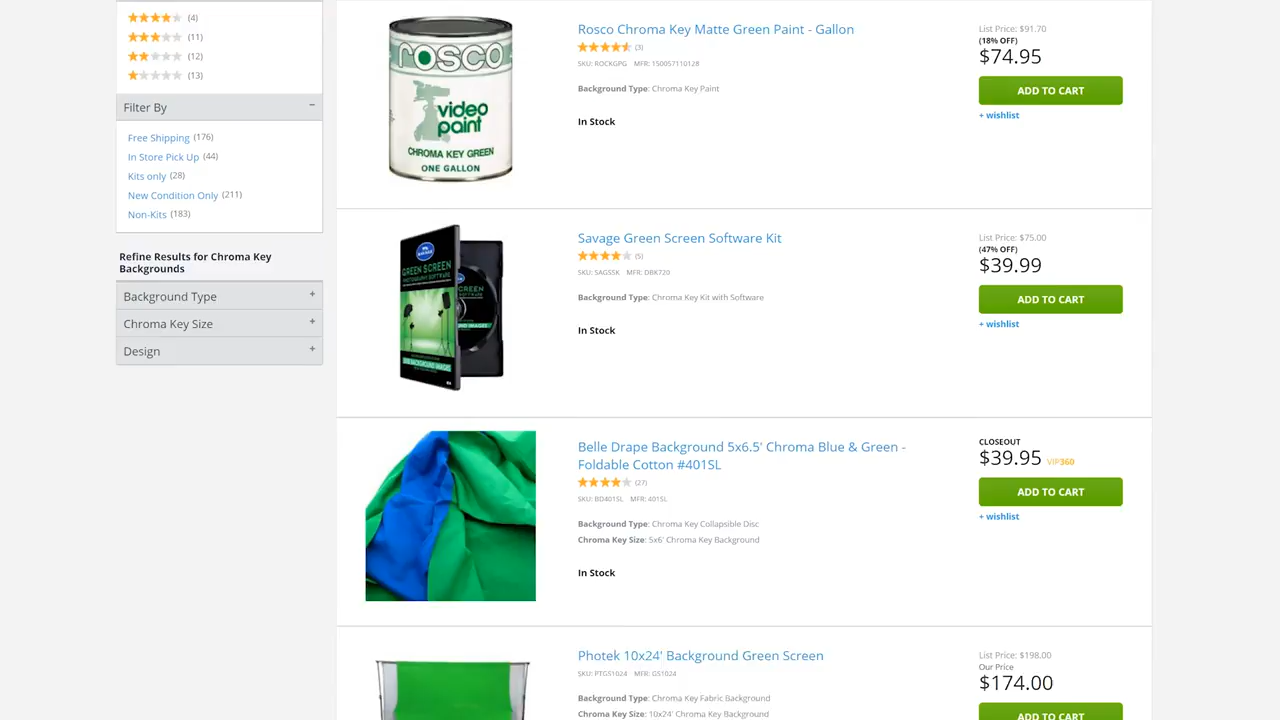 (4)
(11)
(12)
(13)
Filter By
Free Shipping (176)
In Store Pick Up (44)
Kits only (28)
New Condition Only (211)
Non-Kits (183)
Refine Results for Chroma Key
Backgrounds
Background Type
Chroma Key Size
Design
rosco
video
paint
CHROMA KEY GREEN
ONE GALLON
Rosco Chroma Key Matte Green Paint - Gallon
(3)
SKU: ROCKGPG MFR: 150057110128
Background Type: Chroma Key Paint
In Stock
List Price: $91.70
(18% OFF)
$74.95
ADD TO CART
+ wishlist
GREEN SCREEN
Savage Green Screen Software Kit
(5)
SKU: SAGSSK MFR: DBK720
Background Type: Chroma Key Kit with Software
In Stock
List Price: $75.00
(47% OFF)
$39.99
ADD TO CART
+ wishlist
Belle Drape Background 5x6.5' Chroma Blue & Green -
Foldable Cotton #401SL
(27)
SKU: BD401SL MFR: 401SL
Background Type: Chroma Key Collapsible Disc
Chroma Key Size: 5x6' Chroma Key Background
In Stock
CLOSEOUT
$39.95 VIP360
ADD TO CART
+ wishlist
Photek 10x24' Background Green Screen
SKU: PTGS1024 MFR: GS1024
Background Type: Chroma Key Fabric Background
Chroma Key Size: 10x24' Chroma Key Background
List Price: $198.00
Our Price
$174.00
ADD TO CART